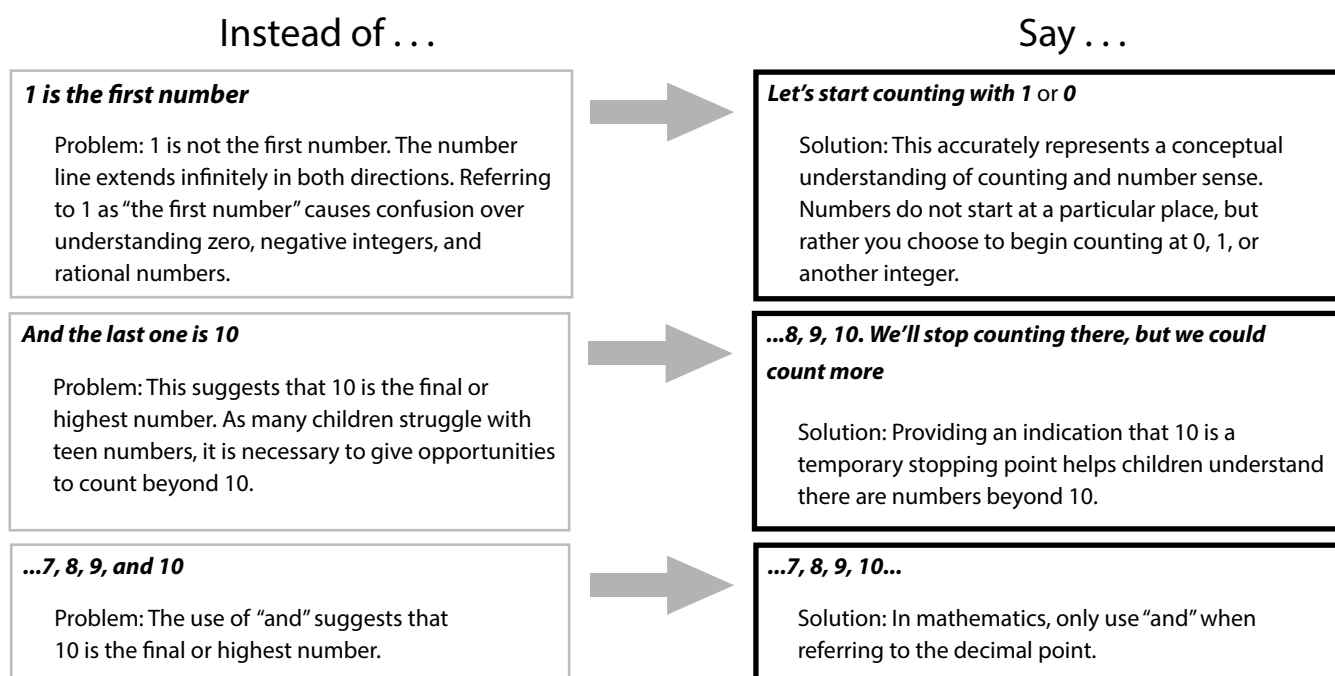 Instead of . . .
Say . . .
1 is the first number
Problem: 1 is not the first number. The number
line extends infinitely in both directions. Referring
to 1 as “the first number” causes confusion over
understanding zero, negative integers, and
rational numbers.
Let’s start counting with 1 or 0
Solution: This accurately represents a conceptual
understanding of counting and number sense.
Numbers do not start at a particular place, but
rather you choose to begin counting at 0, 1, or
another integer.
And the last one is 10
Problem: This suggests that 10 is the final or
highest number. As many children struggle with
teen numbers, it is necessary to give opportunities
to count beyond 10.
...8, 9, 10. We’ll stop counting there, but we could
count more
Solution: Providing an indication that 10 is a
temporary stopping point helps children understand
there are numbers beyond 10.
...7, 8, 9, and 10
Problem: The use of “and” suggests that
10 is the final or highest number.
...7, 8, 9, 10...
Solution: In mathematics, only use “and” when
referring to the decimal point.